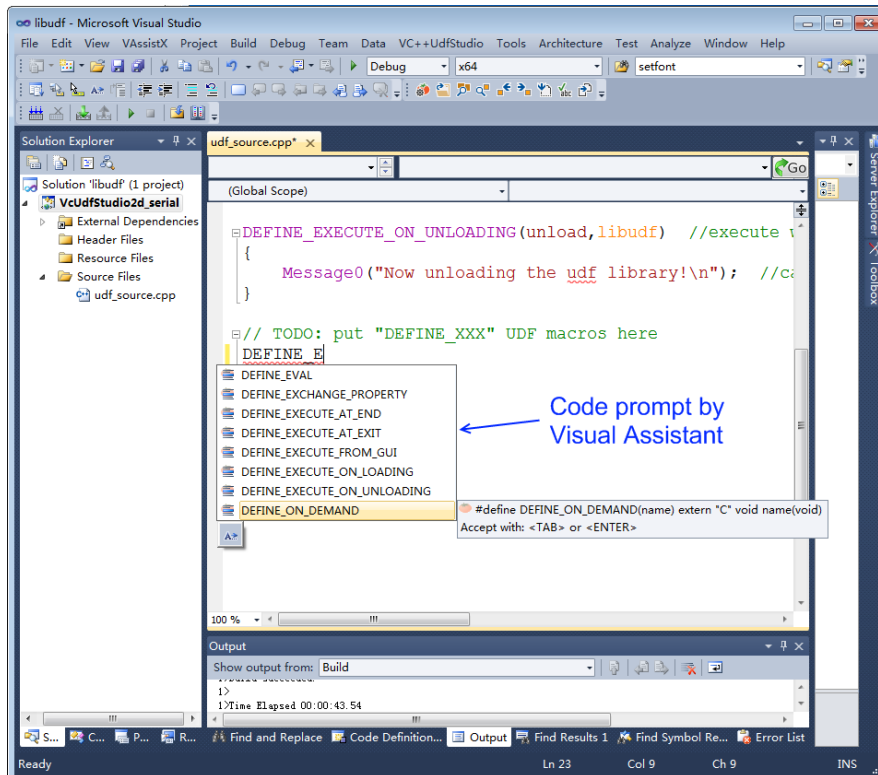 libudf - Microsoft Visual Studio
File Edit View VAssistX Project Build Debug Team Data VC++UdfStudio Tools Architecture Test Analyze Window Help
Debug x64 setfont
Solution Explorer
udf_source.cpp*
Go
(Global Scope)
Solution 'libudf' (1 project)
VcUdfStudio2d_serial
External Dependencies
Header Files
Resource Files
Source Files
udf_source.cpp
DEFINE_EXECUTE_ON_UNLOADING(unload,libudf) //execute
{
Message0("Now unloading the udf library!\n"); //ca
}
// TODO: put "DEFINE_XXX" UDF macros here
DEFINE_E
DEFINE_EVAL
DEFINE_EXCHANGE_PROPERTY
DEFINE_EXECUTE_AT_END
DEFINE_EXECUTE_AT_EXIT
DEFINE_EXECUTE_FROM_GUI
DEFINE_EXECUTE_ON_LOADING
DEFINE_EXECUTE_ON_UNLOADING
DEFINE_ON_DEMAND
Code prompt by
Visual Assistant
#define DEFINE_ON_DEMAND(name) extern "C" void name(void)
Accept with: <TAB> or <ENTER>
A
100 %
Output
Show output from: Build
1>
1>Time Elapsed 00:00:43.54
S... C... P... R...
Find and Replace Code Definition... Output Find Results 1 Find Symbol Re... Error List
Ready Ln 23 Col 9 Ch 9 INS
Server Explorer
Toolbox